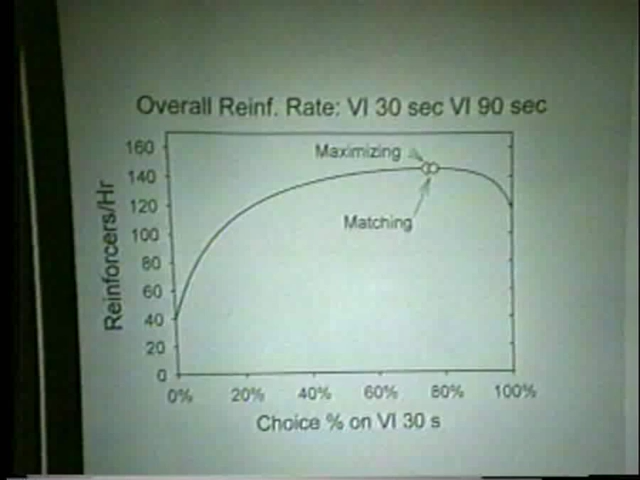 Overall Reinf. Rate: VI 30 sec VI 90 sec
Reinforcers/Hr
160
140
120
100
80
60
40
20
0
Maximizing
Matching
0% 20% 40% 60% 80% 100%
Choice % on VI 30 s